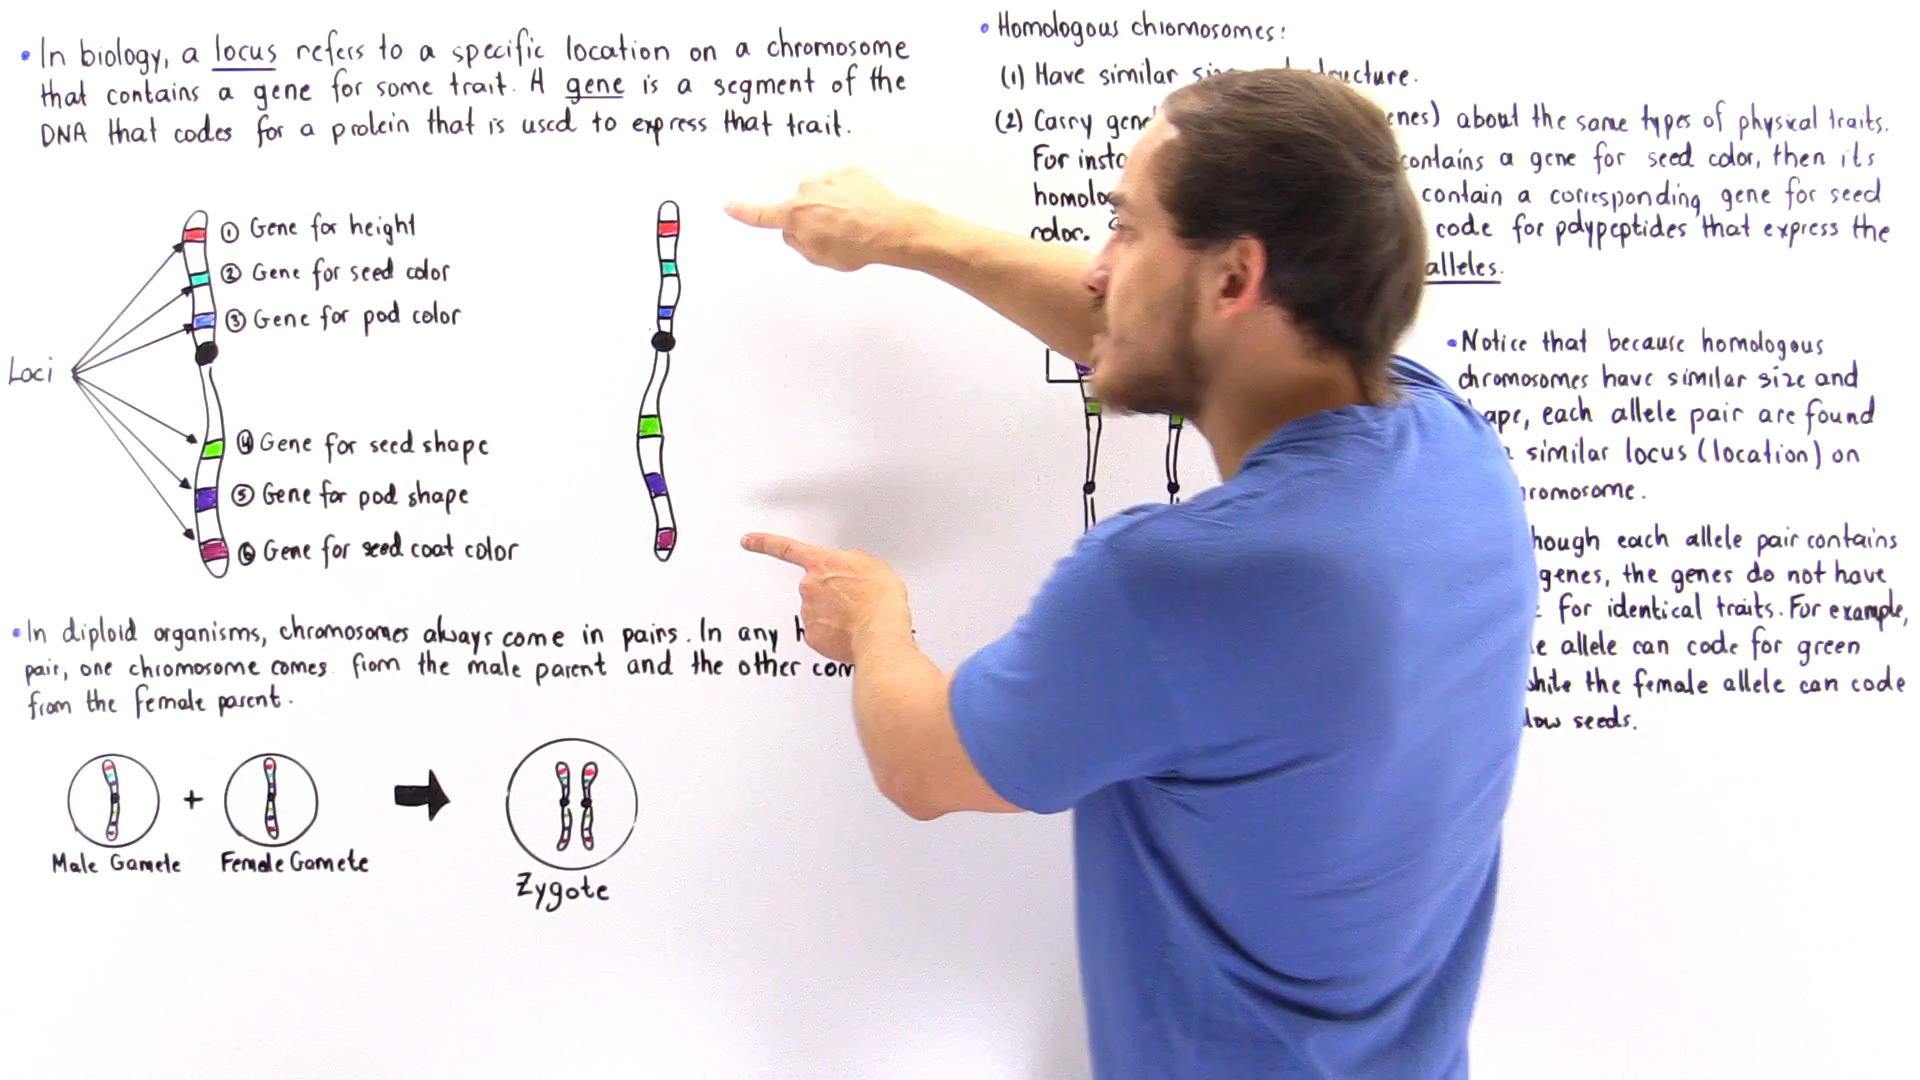 • In biology, a locus refers to a specific location on a chromosome
that contains a gene for some trait. A gene is a segment of the
DNA that codes for a protein that is used to express that trait.
① Gene for height
② Gene for seed color
③ Gene for pod color
Loci
④ Gene for seed shape
⑤ Gene for pod shape
⑥ Gene for seed coat color
• In diploid organisms, chromosomes always come in pairs. In any
pair, one chromosome comes from the male parent and the other
from the female parent.
Male Gamete
+
Female Gamete
Zygote
• Homologous chromosomes:
(1) Have similar structure.
(2) Carry about the same types of physical traits.
For contains a gene for seed color, then its
contain a corresponding gene for seed
color. code for polypeptides that express the
alleles.
• Notice that because homologous
chromosomes have similar size and
each allele pair are found
similar locus (location) on
each allele pair contains
genes, the genes do not have
for identical traits. For example,
allele can code for green
the female allele can code
seeds.